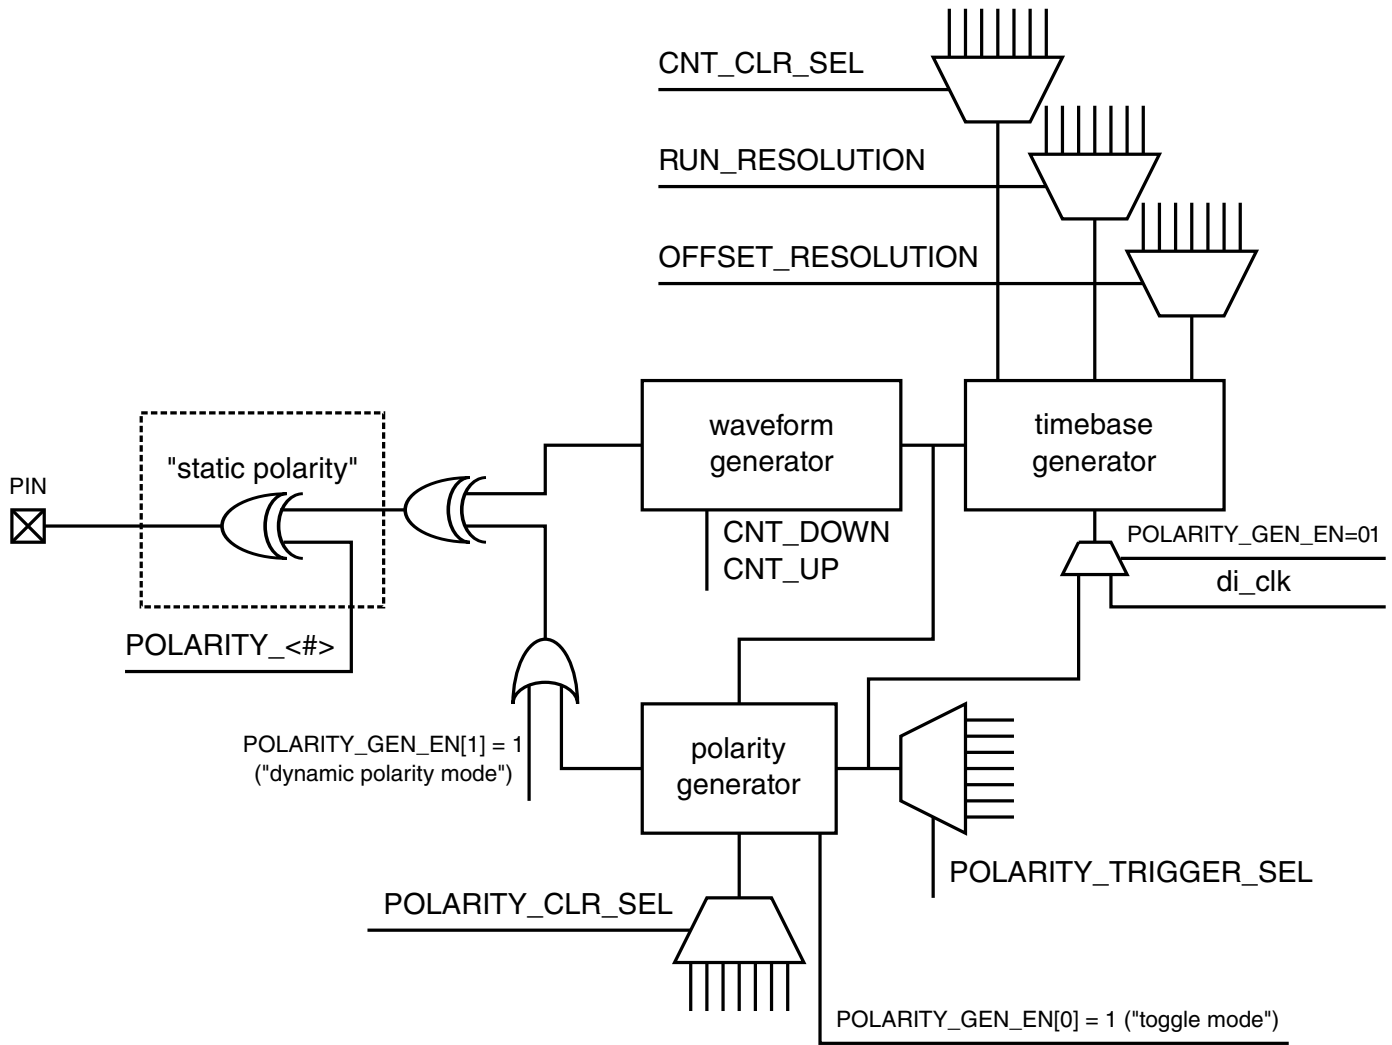 CNT_CLR_SEL
RUN_RESOLUTION
OFFSET_RESOLUTION
waveform
generator
timebase
generator
"static polarity"
PIN
CNT_DOWN
CNT_UP
POLARITY_GEN_EN=01
di_clk
POLARITY_<#>
POLARITY_GEN_EN[1] = 1
("dynamic polarity mode")
polarity
generator
POLARITY_TRIGGER_SEL
POLARITY_CLR_SEL
POLARITY_GEN_EN[0] = 1 ("toggle mode")